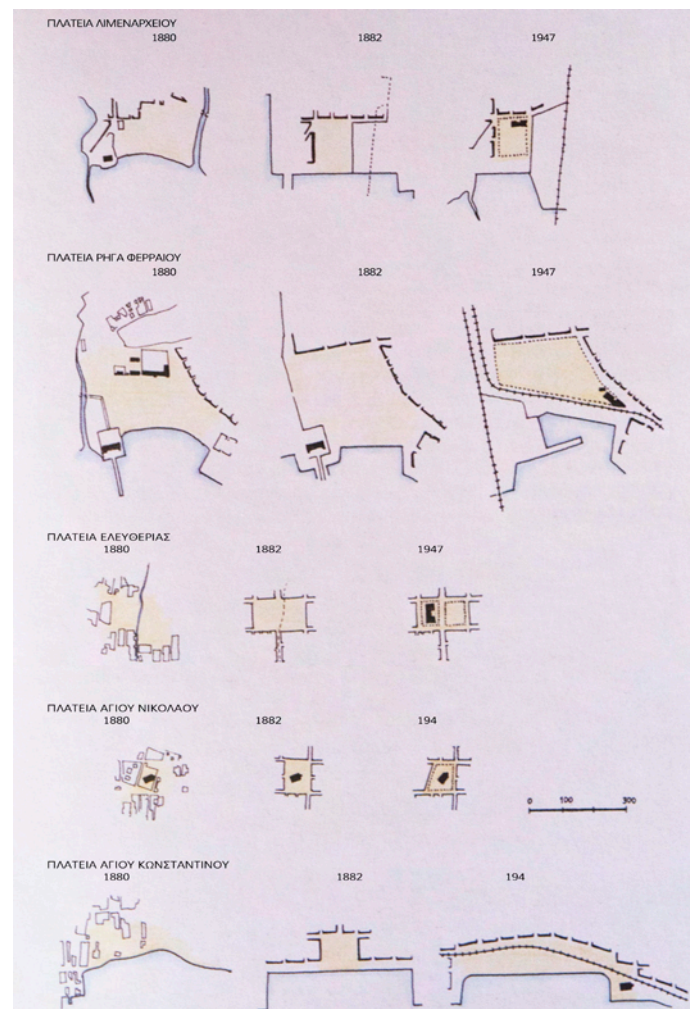 ΠΛΑΤΕΙΑ ΛΙΜΕΝΑΡΧΕΙΟΥ
1880 1882 1947
ΠΛΑΤΕΙΑ ΡΗΓΑ ΦΕΡΡΑΙΟΥ
1880 1882 1947
ΠΛΑΤΕΙΑ ΕΛΕΥΘΕΡΙΑΣ
1880 1882 1947
ΠΛΑΤΕΙΑ ΑΓΙΟΥ ΝΙΚΟΛΑΟΥ
1880 1882 194
0 100 300
ΠΛΑΤΕΙΑ ΑΓΙΟΥ ΚΩΝΣΤΑΝΤΙΝΟΥ
1880 1882 194